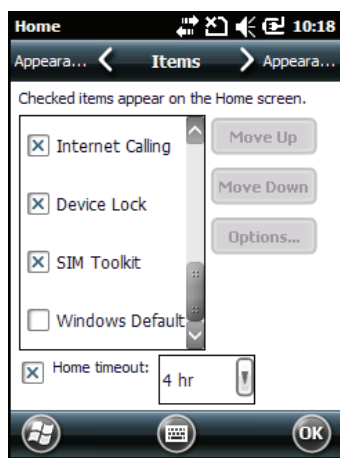 Home 10:18
Appeara... Items Appeara...
Checked items appear on the Home screen.
Internet Calling Move Up
Device Lock Move Down
SIM Toolkit Options...
Windows Default
Home timeout: 4 hr
OK